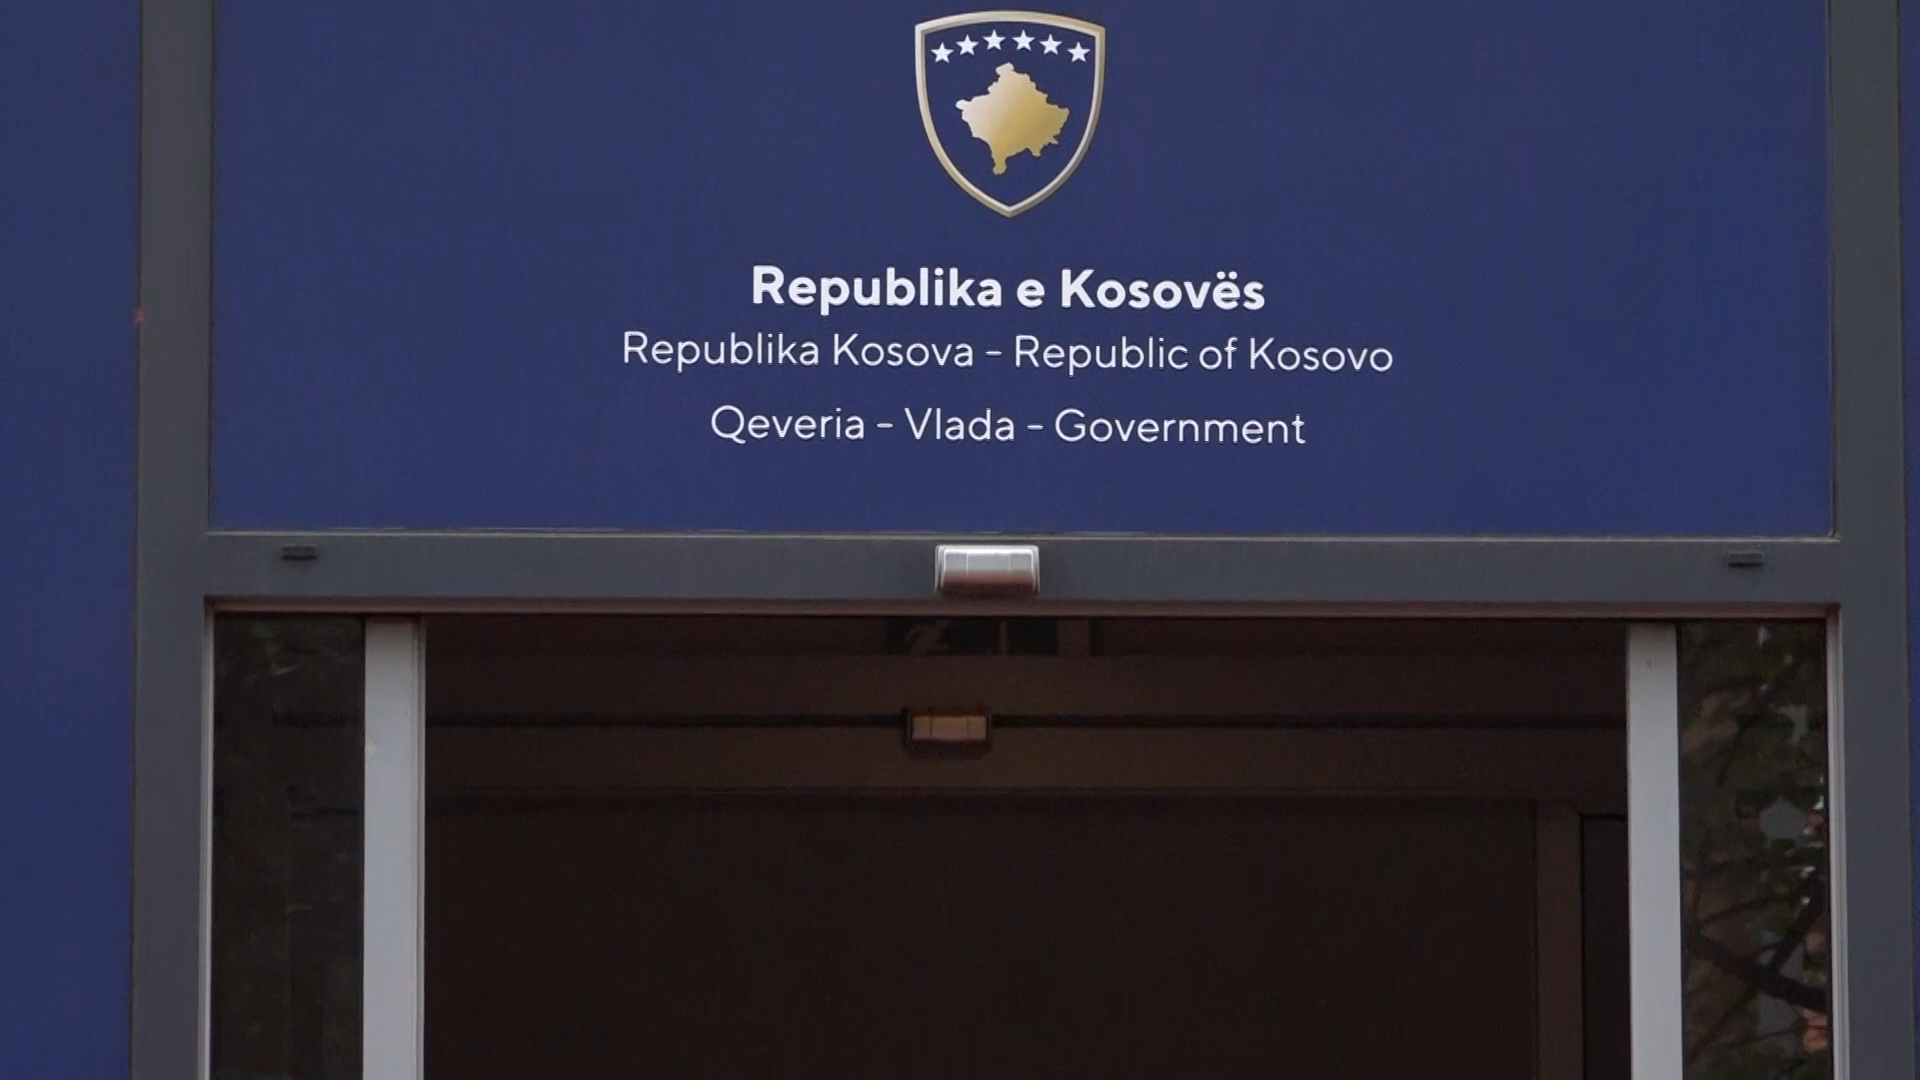 Republika e Kosovës
Republika Kosova - Republic of Kosovo
Qeveria - Vlada - Government